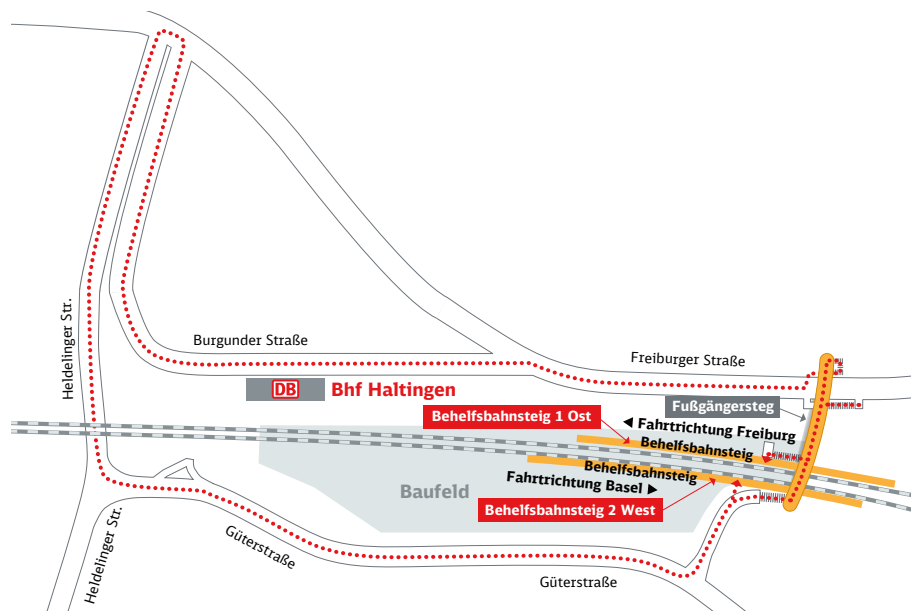 Heldelinger Str.
Burgunder Straße
Freiburger Straße
DB
Bhf Haltingen
Fußgängersteg
Behelfsbahnsteig 1 Ost
◀ Fahrtrichtung Freiburg
Behelfsbahnsteig
Behelfsbahnsteig
Fahrtrichtung Basel ▶
Baufeld
Behelfsbahnsteig 2 West
Heldelinger Str.
Güterstraße
Güterstraße